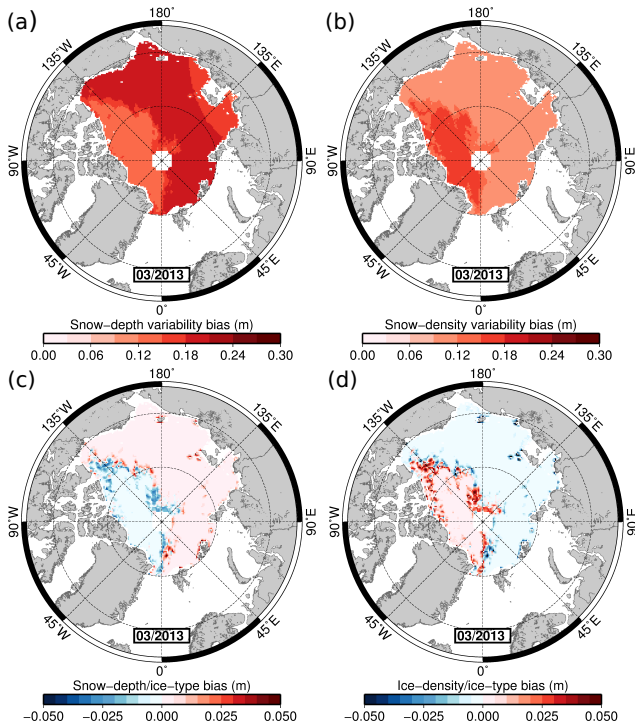 (a)
180˚
135˚W
135˚E
90˚W
90˚E
45˚W
45˚E
0˚
03/2013
Snow−depth variability bias (m)
0.00 0.06 0.12 0.18 0.24 0.30
(b)
180˚
135˚W
135˚E
90˚W
90˚E
45˚W
45˚E
0˚
03/2013
Snow−density variability bias (m)
0.00 0.06 0.12 0.18 0.24 0.30
(c)
180˚
135˚W
135˚E
90˚W
90˚E
45˚W
45˚E
0˚
03/2013
Snow−depth/ice−type bias (m)
−0.050 −0.025 0.000 0.025 0.050
(d)
180˚
135˚W
135˚E
90˚W
90˚E
45˚W
45˚E
0˚
03/2013
Ice−density/ice−type bias (m)
−0.050 −0.025 0.000 0.025 0.050